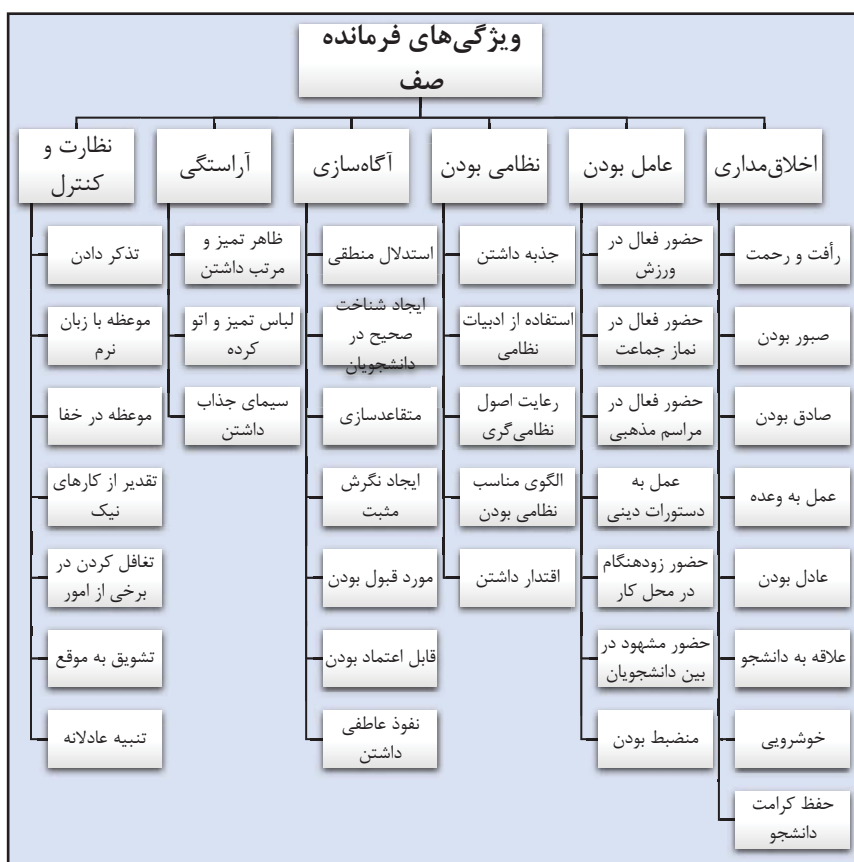 ویژگی‌های فرمانده
صف
اخلاق‌مداری
رأفت و رحمت
صبور بودن
صادق بودن
عمل به وعده
عادل بودن
علاقه به دانشجو
خوشرویی
حفظ کرامت
دانشجو
عامل بودن
حضور فعال در
ورزش
حضور فعال در
نماز جماعت
حضور فعال در
مراسم مذهبی
عمل به
دستورات دینی
حضور زودهنگام
در محل کار
حضور مشهود در
بین دانشجویان
منضبط بودن
نظامی بودن
جذبه داشتن
استفاده از ادبیات
نظامی
رعایت اصول
نظامی‌گری
الگوی مناسب
نظامی بودن
اقتدار داشتن
آگاه‌سازی
استدلال منطقی
ایجاد شناخت
صحیح در
دانشجویان
متقاعدسازی
ایجاد نگرش
مثبت
مورد قبول بودن
قابل اعتماد بودن
نفوذ عاطفی
داشتن
آراستگی
ظاهر تمیز و
مرتب داشتن
لباس تمیز و اتو
کرده
سیمای جذاب
داشتن
نظارت و
کنترل
تذکر دادن
موعظه با زبان
نرم
موعظه در خفا
تقدیر از کارهای
نیک
تغافل کردن در
برخی از امور
تشویق به موقع
تنبیه عادلانه